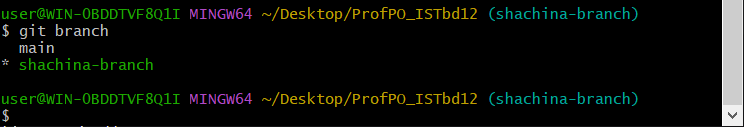 user@WIN-OBDDTVF8Q1I MINGW64 ~/Desktop/ProfPO_ISTbd12 (shachina-branch)
$ git branch
  main
* shachina-branch
user@WIN-OBDDTVF8Q1I MINGW64 ~/Desktop/ProfPO_ISTbd12 (shachina-branch)
$